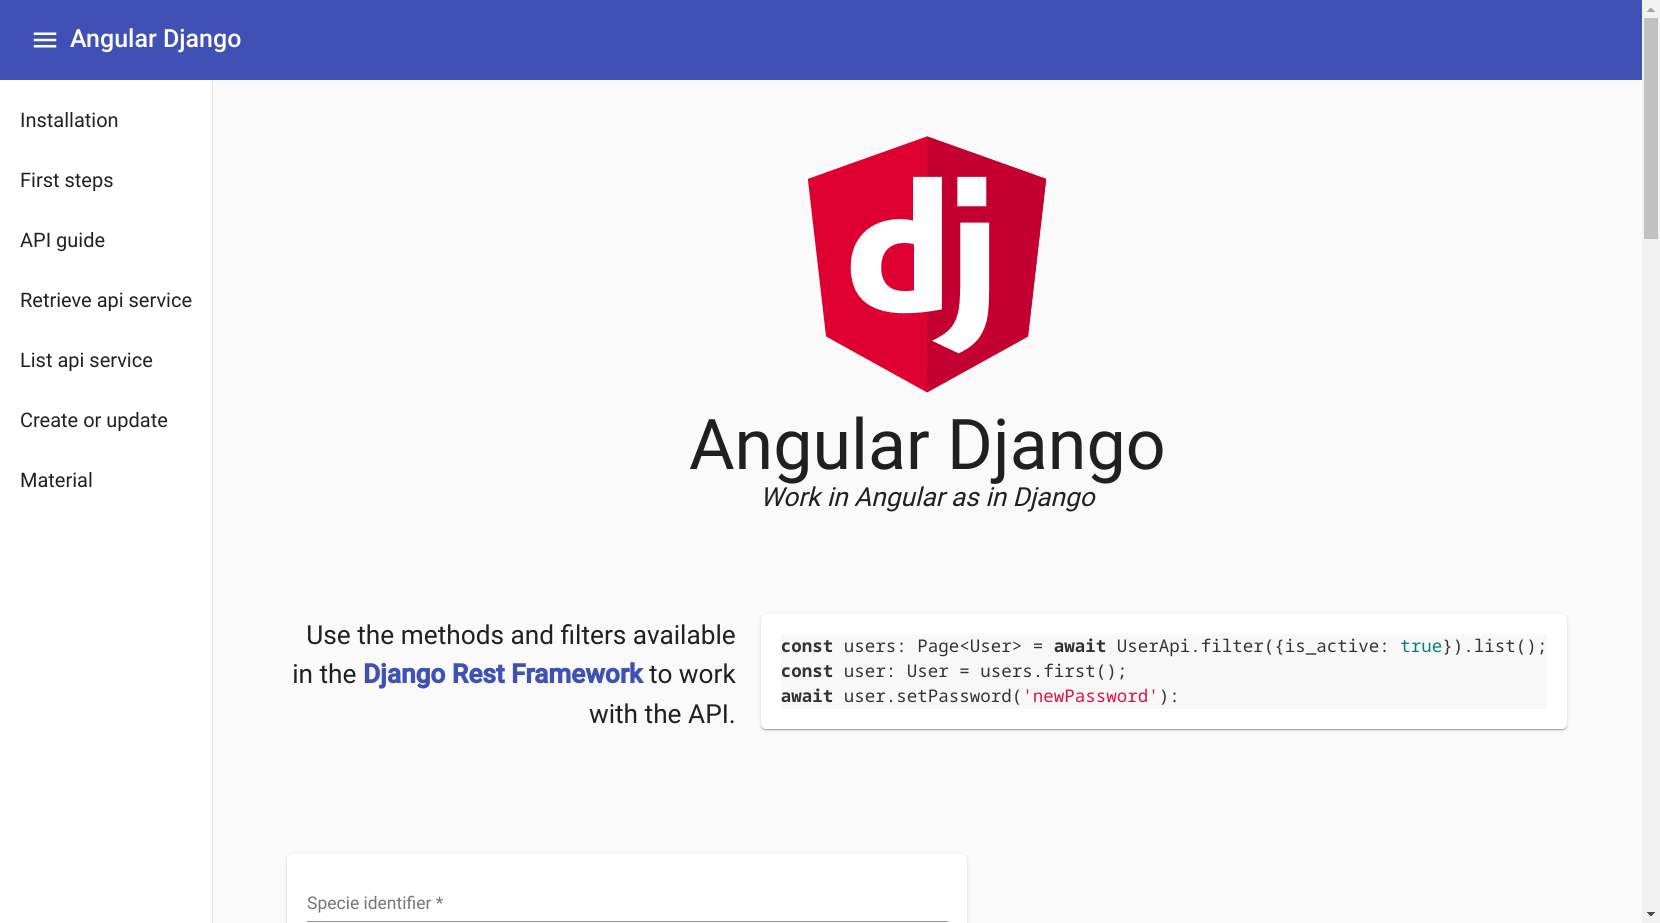 Angular Django
Installation
First steps
API guide
Retrieve api service
List api service
Create or update
Material
dj
Angular Django
Work in Angular as in Django
Use the methods and filters available
in the Django Rest Framework to work
with the API.
const users: Page<User> = await UserApi.filter({is_active: true}).list();
const user: User = users.first();
await user.setPassword('newPassword'):
Specie identifier *